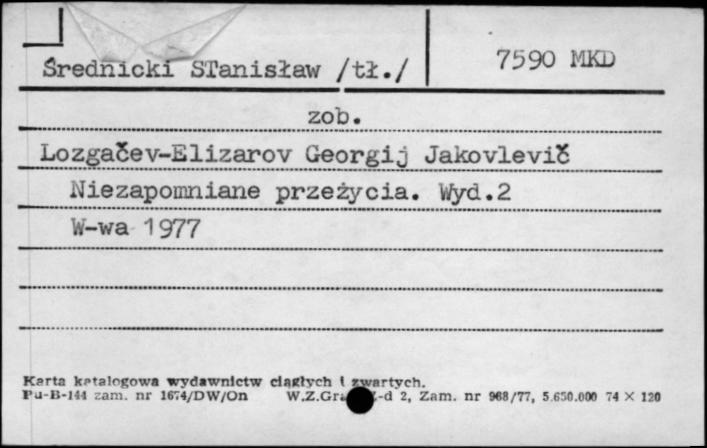 Średnicki STanisław /tł./
7590 MKD
zob.
Lozgačev-Elizarov Georgij Jakovlevič
Niezapomniane przeżycia. Wyd.2
W-wa 1977
Karta katalogowa wydawnictw ciągłych i zwartych.
Pu-B-144 zam. nr 1674/DW/On W.Z.Gra Z-d 2, Zam. nr 968/77, 5.650.000 74 × 120